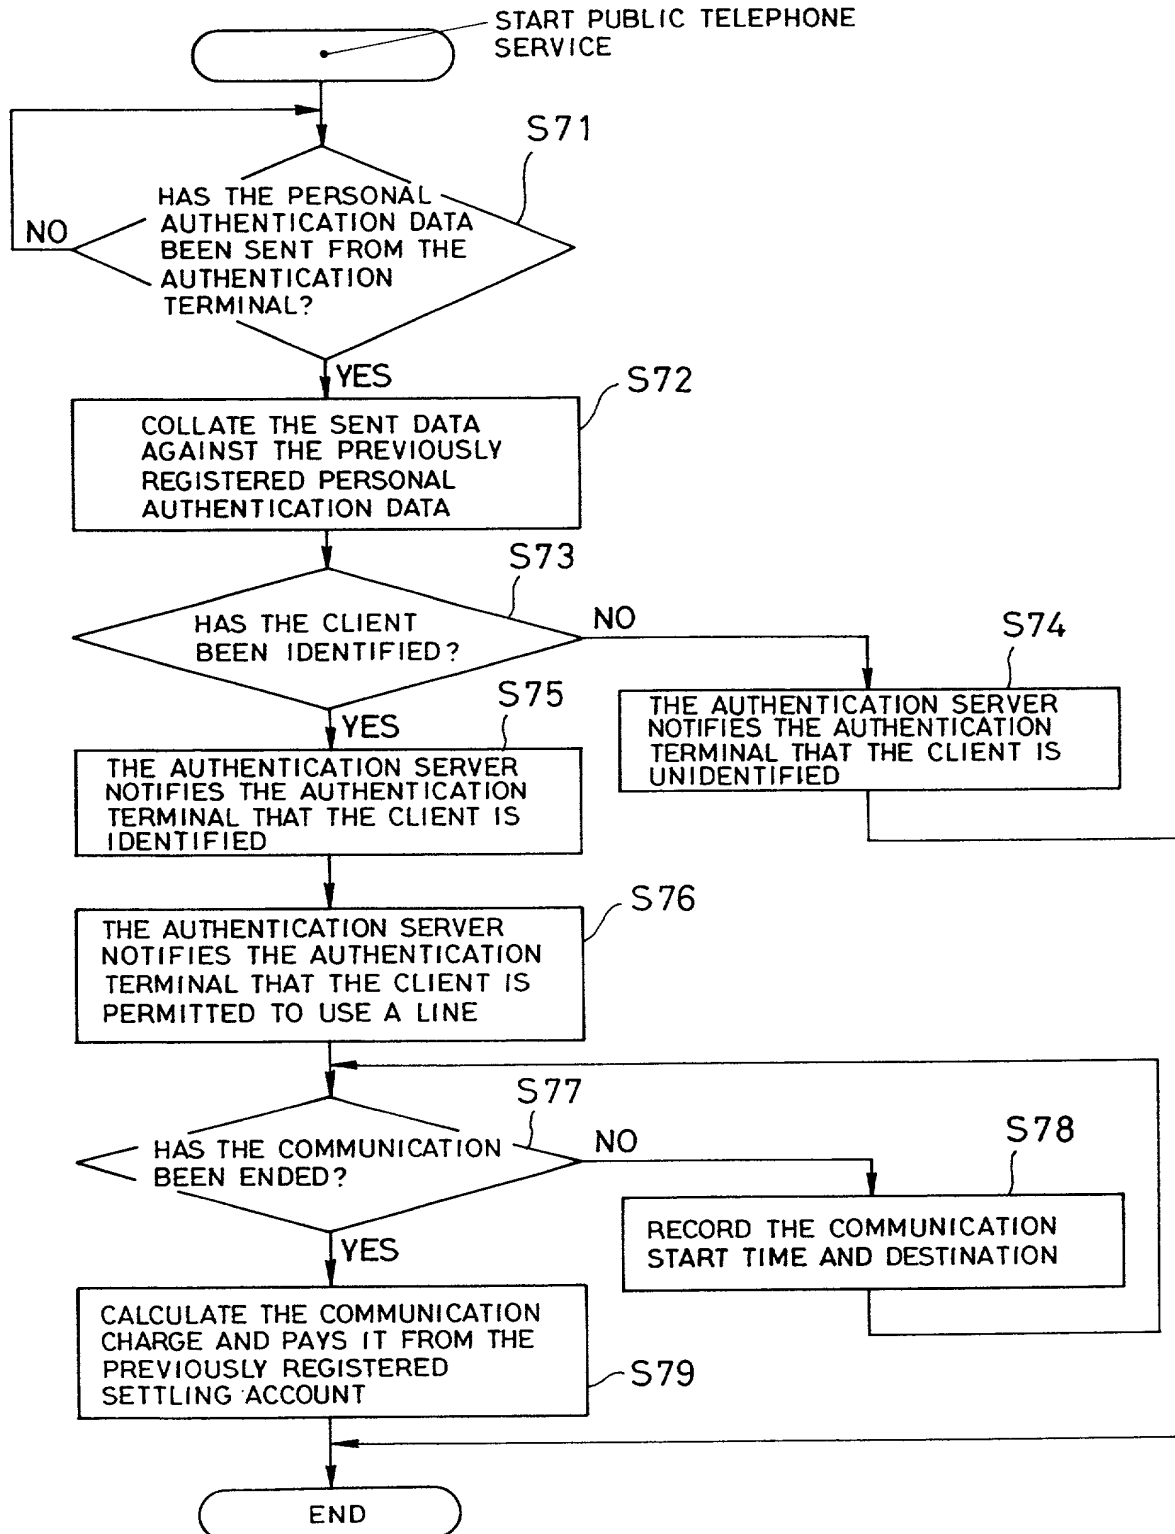 START PUBLIC TELEPHONE
SERVICE
S71
HAS THE PERSONAL
AUTHENTICATION DATA
BEEN SENT FROM THE
AUTHENTICATION
TERMINAL?
NO
YES
S72
COLLATE THE SENT DATA
AGAINST THE PREVIOUSLY
REGISTERED PERSONAL
AUTHENTICATION DATA
S73
HAS THE CLIENT
BEEN IDENTIFIED?
NO
S74
THE AUTHENTICATION SERVER
NOTIFIES THE AUTHENTICATION
TERMINAL THAT THE CLIENT IS
UNIDENTIFIED
YES
S75
THE AUTHENTICATION SERVER
NOTIFIES THE AUTHENTICATION
TERMINAL THAT THE CLIENT IS
IDENTIFIED
S76
THE AUTHENTICATION SERVER
NOTIFIES THE AUTHENTICATION
TERMINAL THAT THE CLIENT IS
PERMITTED TO USE A LINE
S77
HAS THE COMMUNICATION
BEEN ENDED?
NO
S78
RECORD THE COMMUNICATION
START TIME AND DESTINATION
YES
CALCULATE THE COMMUNICATION
CHARGE AND PAYS IT FROM THE
PREVIOUSLY REGISTERED
SETTLING ACCOUNT
S79
END